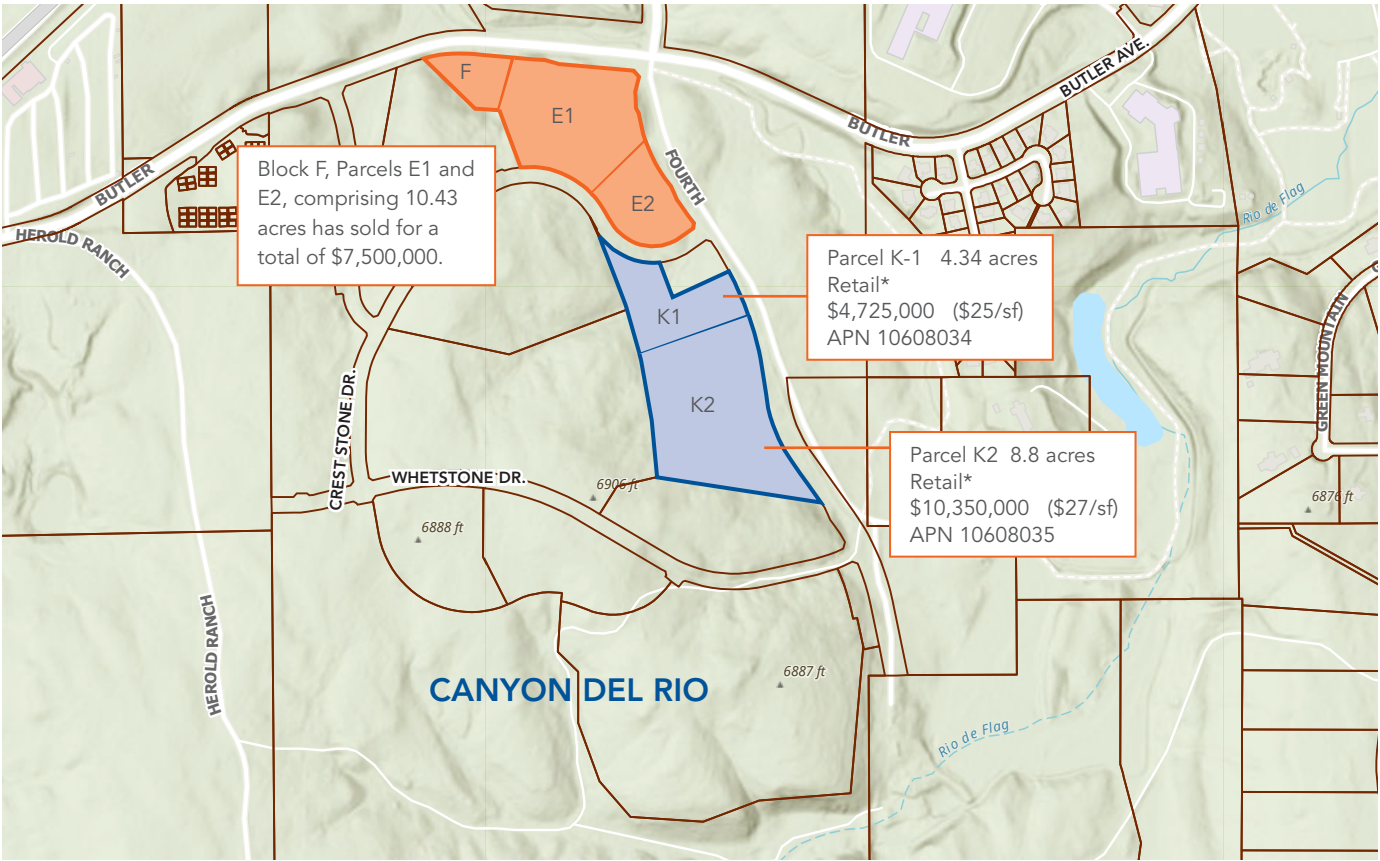 F
BUTLER AVE.
E1
BUTLER
Block F, Parcels E1 and
E2, comprising 10.43
acres has sold for a
total of $7,500,000.
FOURTH
BUTLER
E2
Rio de Flag
HEROLD RANCH
Parcel K-1 4.34 acres
Retail*
$4,725,000 ($25/sf)
APN 10608034
K1
GREEN MOUNTAIN
K2
CREST STONE DR.
Parcel K2 8.8 acres
Retail*
$10,350,000 ($27/sf)
APN 10608035
WHETSTONE DR.
6906 ft
6876 ft
6888 ft
HEROLD RANCH
6887 ft
CANYON DEL RIO
Rio de Flag